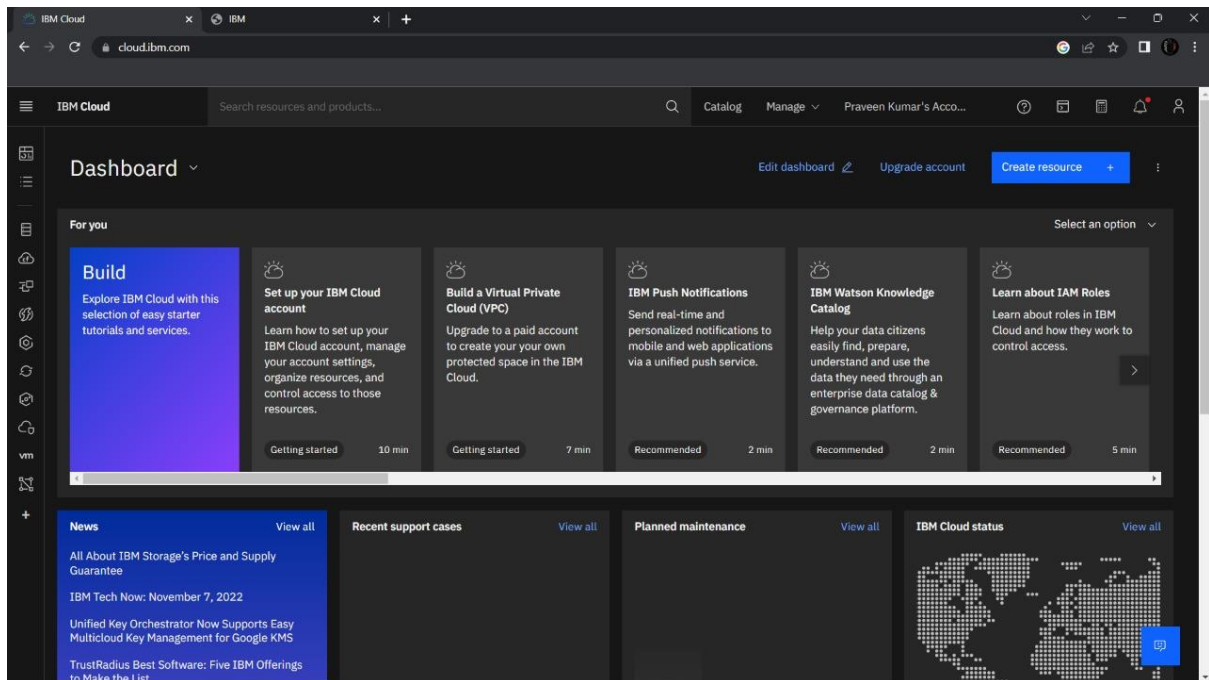 IBM Cloud
IBM
cloud.ibm.com
IBM Cloud
Search resources and products...
Catalog
Manage
Praveen Kumar's Acco...
Dashboard
Edit dashboard
Upgrade account
Create resource +
For you
Select an option
Build
Explore IBM Cloud with this
selection of easy starter
tutorials and services.
Set up your IBM Cloud
account
Learn how to set up your
IBM Cloud account, manage
your account settings,
organize resources, and
control access to those
resources.
Getting started
10 min
Build a Virtual Private
Cloud (VPC)
Upgrade to a paid account
to create your your own
protected space in the IBM
Cloud.
Getting started
7 min
IBM Push Notifications
Send real-time and
personalized notifications to
mobile and web applications
via a unified push service.
Recommended
2 min
IBM Watson Knowledge
Catalog
Help your data citizens
easily find, prepare,
understand and use the
data they need through an
enterprise data catalog &
governance platform.
Recommended
2 min
Learn about IAM Roles
Learn about roles in IBM
Cloud and how they work to
control access.
Recommended
5 min
vm
News
View all
All About IBM Storage's Price and Supply
Guarantee
IBM Tech Now: November 7, 2022
Unified Key Orchestrator Now Supports Easy
Multicloud Key Management for Google KMS
TrustRadius Best Software: Five IBM Offerings
to Make the List
Recent support cases
View all
Planned maintenance
View all
IBM Cloud status
View all